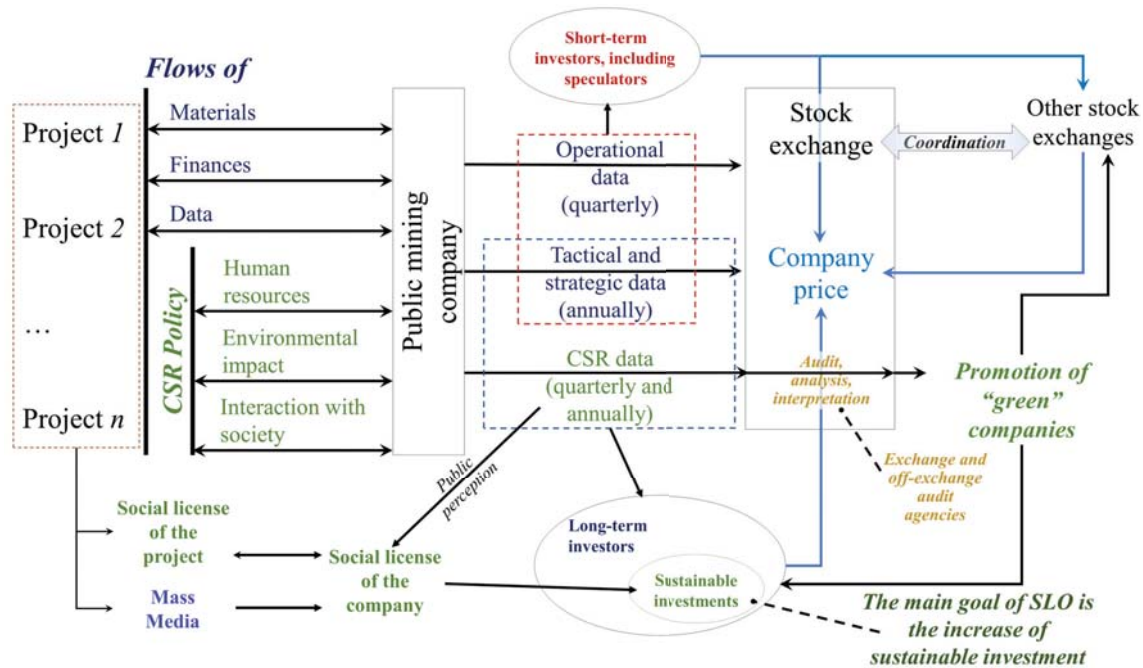 Flows of
Project 1
Project 2
...
Project n
Materials
Finances
Data
CSR Policy
Human
resources
Environmental
impact
Interaction with
society
Public mining
company
Short-term
investors, including
speculators
Operational
data
(quarterly)
Tactical and
strategic data
(annually)
CSR data
(quarterly and
annually)
Stock
exchange
Coordination
Other stock
exchanges
Company
price
Audit,
analysis,
interpretation
Promotion of
“green”
companies
Exchange and
off-exchange
audit
agencies
Public
perception
Social license
of the
project
Mass
Media
Social license
of the
company
Long-term
investors
Sustainable
investments
The main goal of SLO is
the increase of
sustainable investment